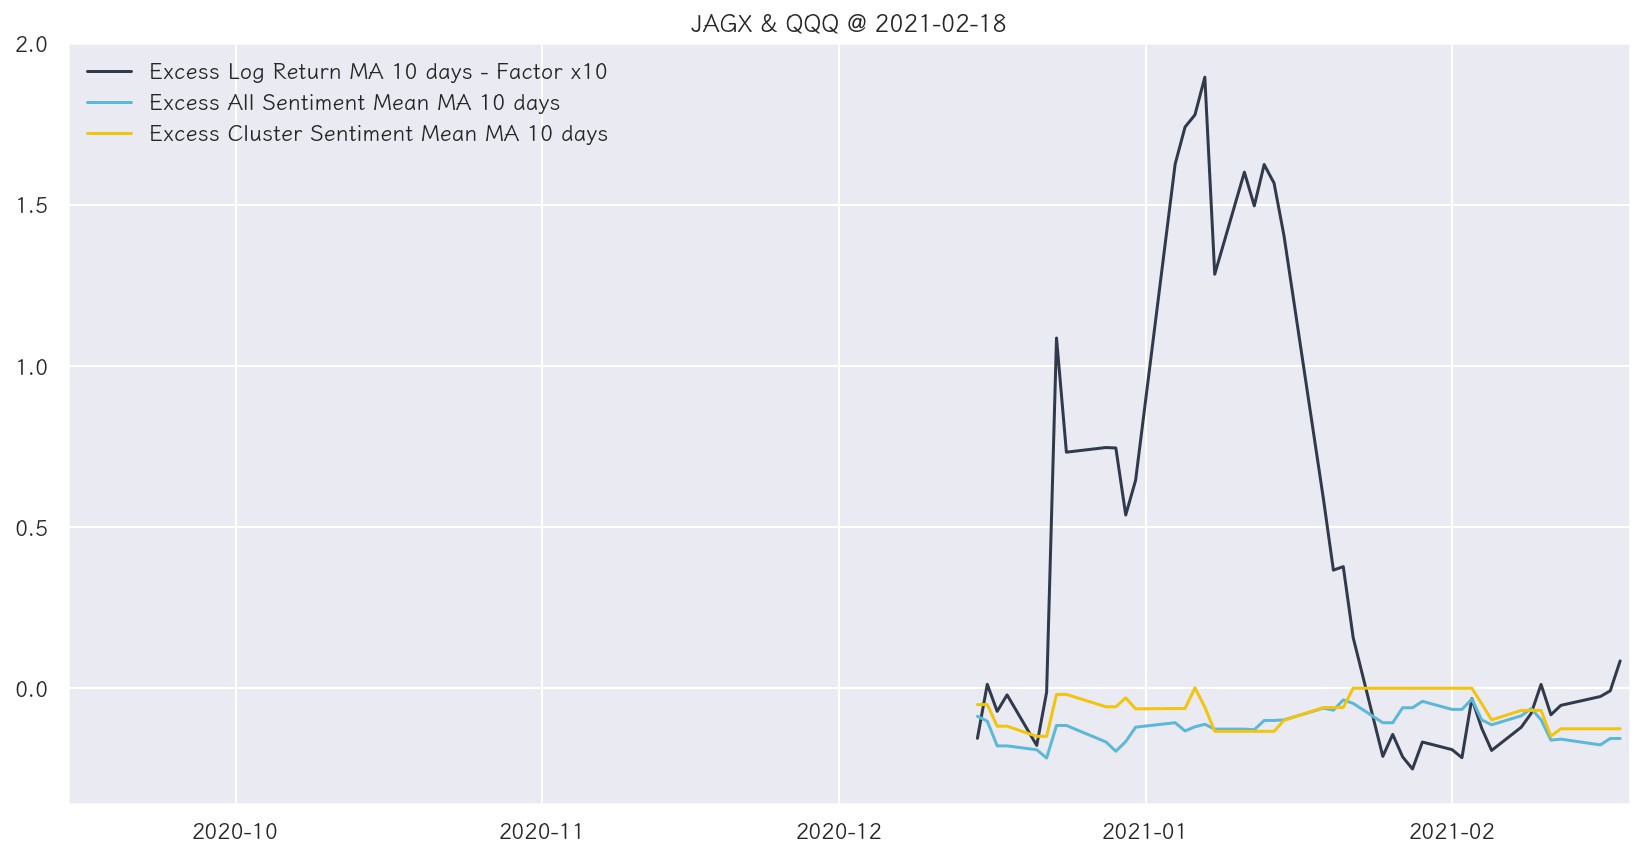 JAGX & QQQ @ 2021-02-18
2.0
1.5
1.0
0.5
0.0
Excess Log Return MA 10 days - Factor x10
Excess All Sentiment Mean MA 10 days
Excess Cluster Sentiment Mean MA 10 days
2020-10
2020-11
2020-12
2021-01
2021-02